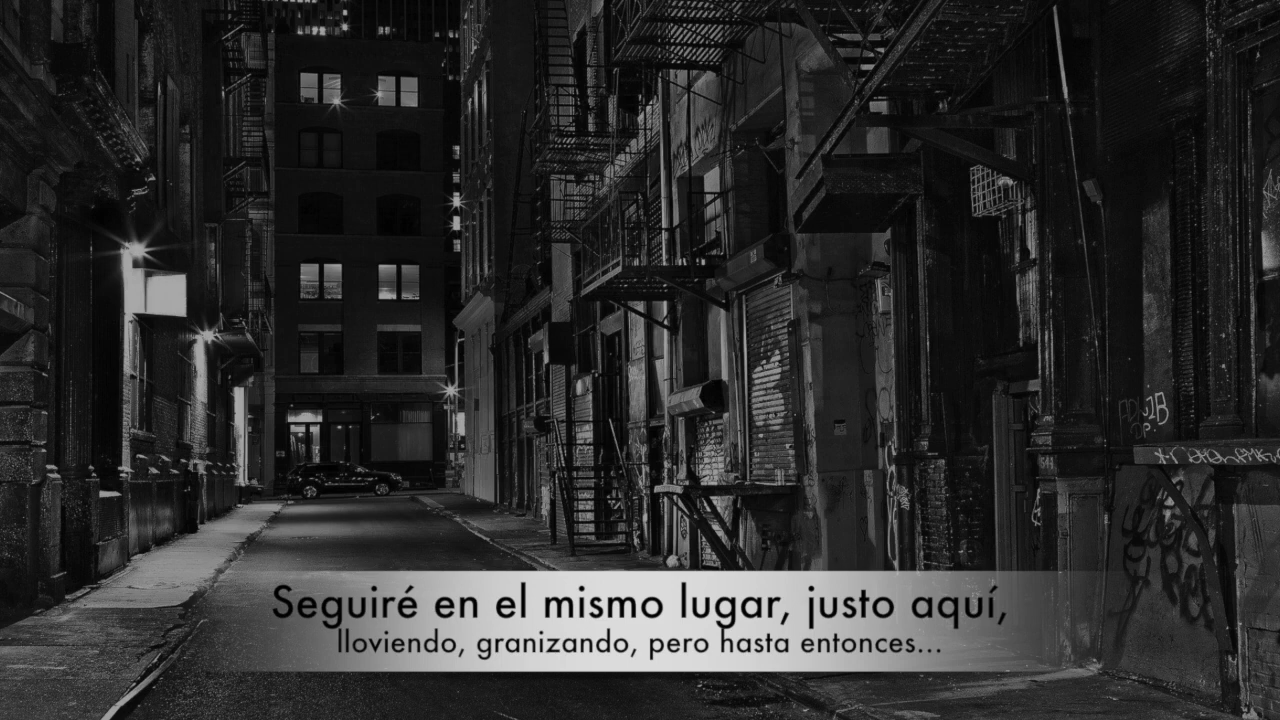 Seguiré en el mismo lugar, justo aquí,
lloviendo, granizando, pero hasta entonces...